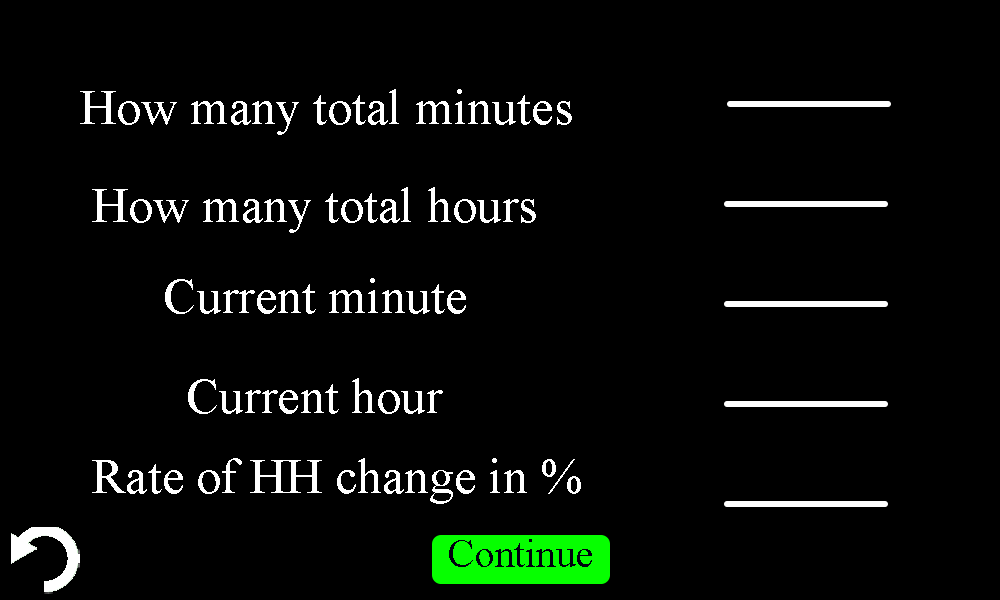 How many total minutes
How many total hours
Current minute
Current hour
Rate of HH change in %
Continue